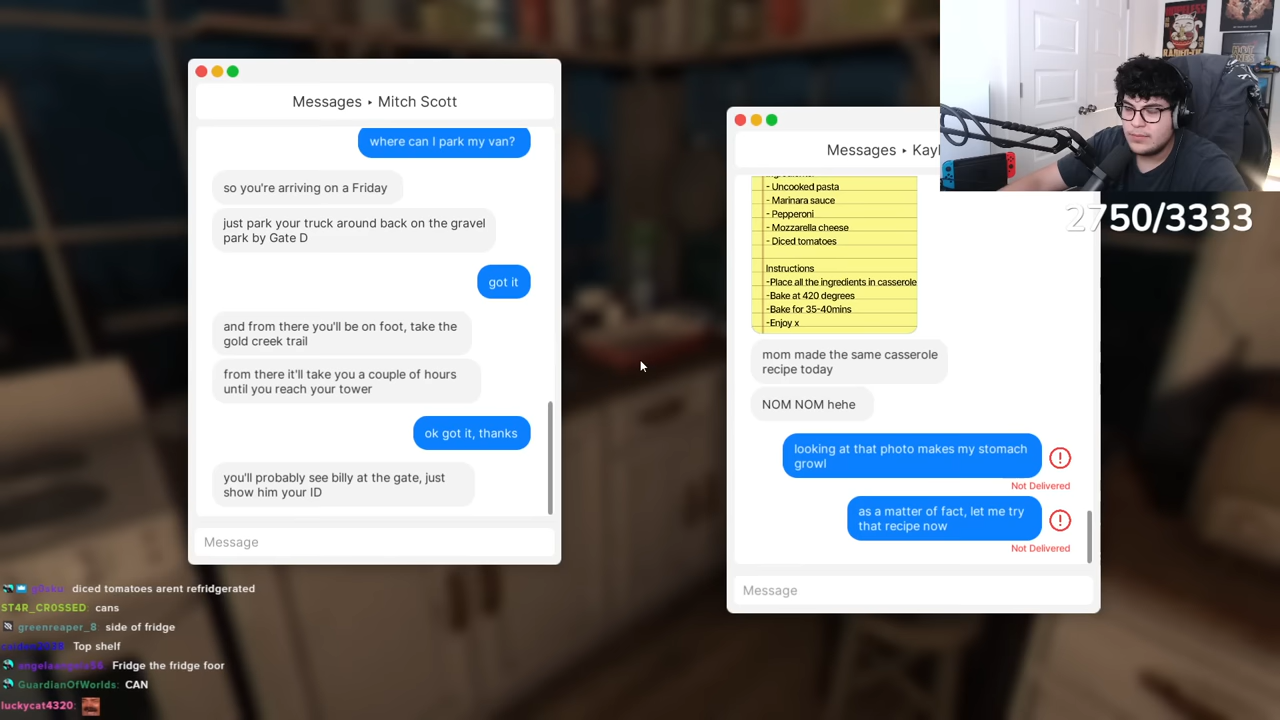 Messages ‣ Mitch Scott
where can I park my van?
so you're arriving on a Friday
just park your truck around back on the gravel
park by Gate D
got it
and from there you'll be on foot, take the
gold creek trail
from there it'll take you a couple of hours
until you reach your tower
ok got it, thanks
you'll probably see billy at the gate, just
show him your ID
Message
Messages ‣ Kayl
- Uncooked pasta
- Marinara sauce
- Pepperoni
- Mozzarella cheese
- Diced tomatoes
Instructions
-Place all the ingredients in casserole
-Bake at 420 degrees
-Bake for 35-40mins
-Enjoy x
mom made the same casserole
recipe today
NOM NOM hehe
looking at that photo makes my stomach
growl
Not Delivered
as a matter of fact, let me try
that recipe now
Not Delivered
Message
2750/3333
diced tomatoes arent refridgerated
ST4R_CR0SSED: cans
greenreaper_8 side of fridge
Top shelf
Fridge the fridge foor
GuardianOfWorlds: CAN
luckycat4320: